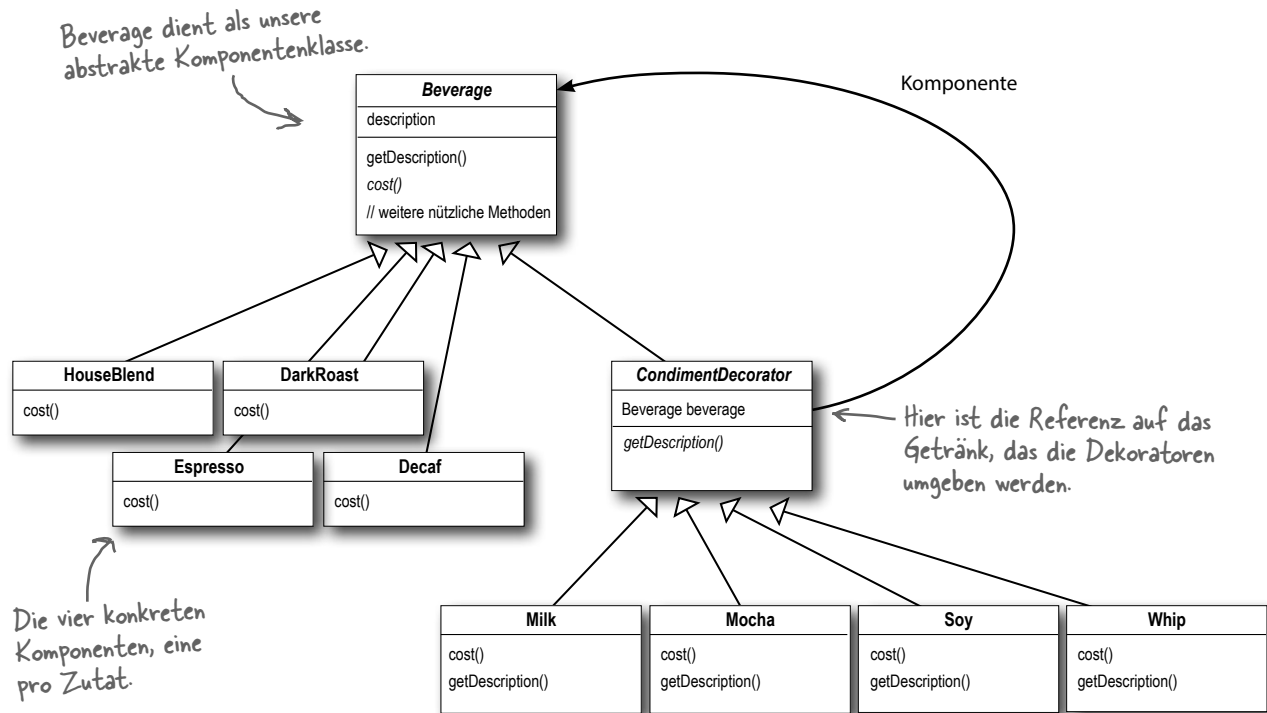 Beverage dient als unsere
abstrakte Komponentenklasse.
Beverage
description
getDescription()
cost()
// weitere nützliche Methoden
Komponente
HouseBlend
cost()
DarkRoast
cost()
Espresso
cost()
Decaf
cost()
CondimentDecorator
Beverage beverage
getDescription()
Hier ist die Referenz auf das
Getränk, das die Dekoratoren
umgeben werden.
Die vier konkreten
Komponenten, eine
pro Zutat.
Milk
cost()
getDescription()
Mocha
cost()
getDescription()
Soy
cost()
getDescription()
Whip
cost()
getDescription()